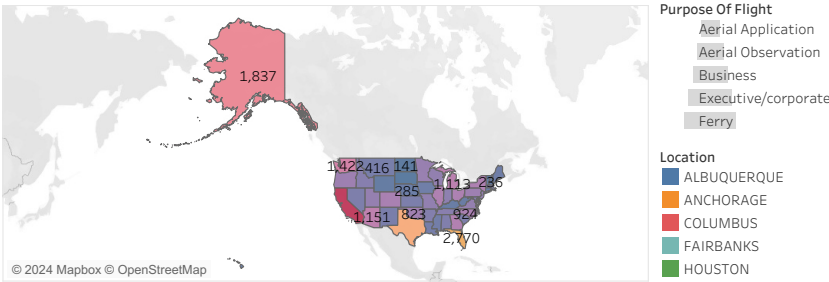 Purpose Of Flight
Aerial Application
Aerial Observation
Business
Executive/corporate
Ferry
1,837
1,422 416 141
1,113 236
285
1,151 823 924
2,770
Location
ALBUQUERQUE
ANCHORAGE
COLUMBUS
FAIRBANKS
HOUSTON
© 2024 Mapbox © OpenStreetMap